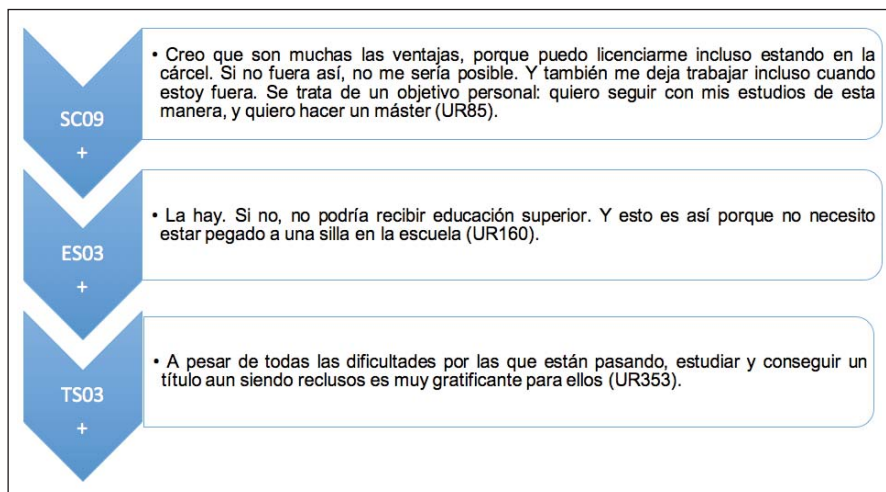 SC09
+
• Creo que son muchas las ventajas, porque puedo licenciarme incluso estando en la
cárcel. Si no fuera así, no me sería posible. Y también me deja trabajar incluso cuando
estoy fuera. Se trata de un objetivo personal: quiero seguir con mis estudios de esta
manera, y quiero hacer un máster (UR85).
ES03
+
• La hay. Si no, no podría recibir educación superior. Y esto es así porque no necesito
estar pegado a una silla en la escuela (UR160).
TS03
+
• A pesar de todas las dificultades por las que están pasando, estudiar y conseguir un
título aun siendo reclusos es muy gratificante para ellos (UR353).